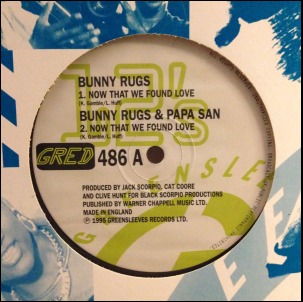 12's
BUNNY RUGS
1. NOW THAT WE FOUND LOVE
(K. Gamble/L. Huff)
BUNNY RUGS & PAPA SAN
2. NOW THAT WE FOUND LOVE
(K. Gamble/L. Huff)
GRED 486 A
PRODUCED BY JACK SCORPIO, CAT COORE
AND CLIVE HUNT FOR BLACK SCORPIO PRODUCTIONS
PUBLISHED BY WARNER CHAPPELL MUSIC LTD.
MADE IN ENGLAND
℗ 1995 GREENSLEEVES RECORDS LTD.